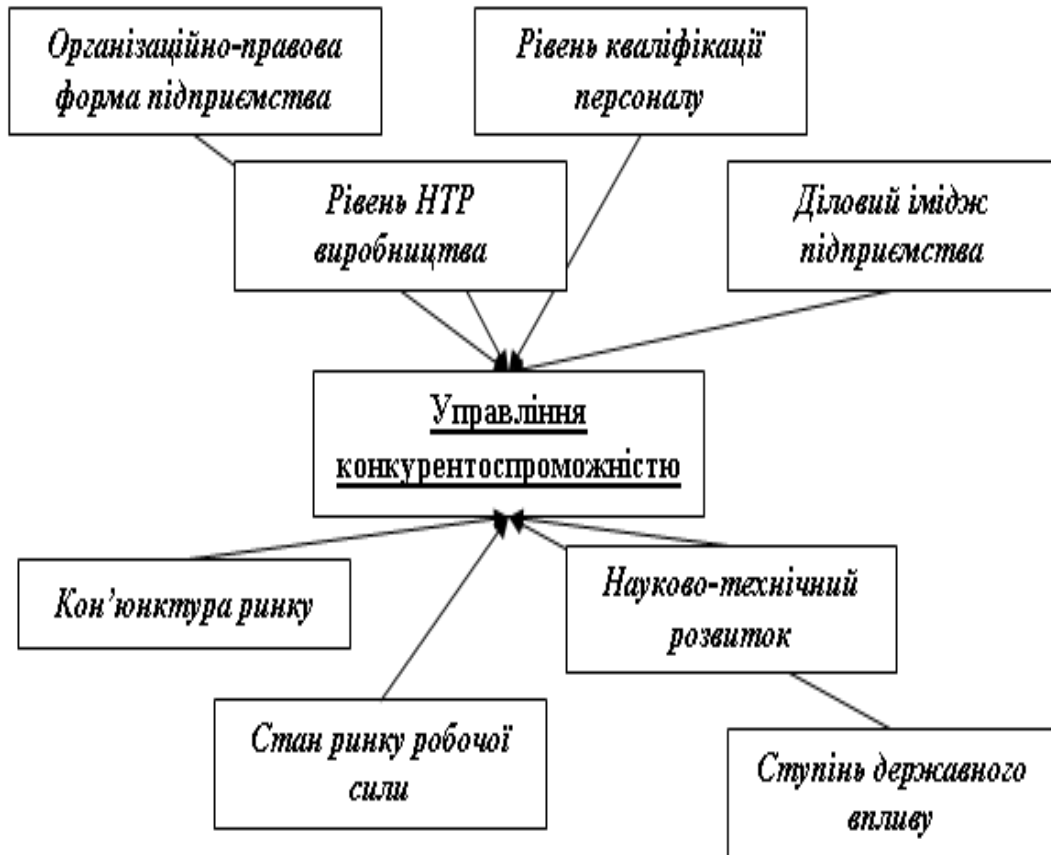 Організаційно-правова
форма підприємства
Рівень кваліфікації
персоналу
Рівень НТР
виробництва
Діловий імідж
підприємства
Управління
конкурентоспроможністю
Кон’юнктура ринку
Науково-технічний
розвиток
Стан ринку робочої
сили
Ступінь державного
впливу